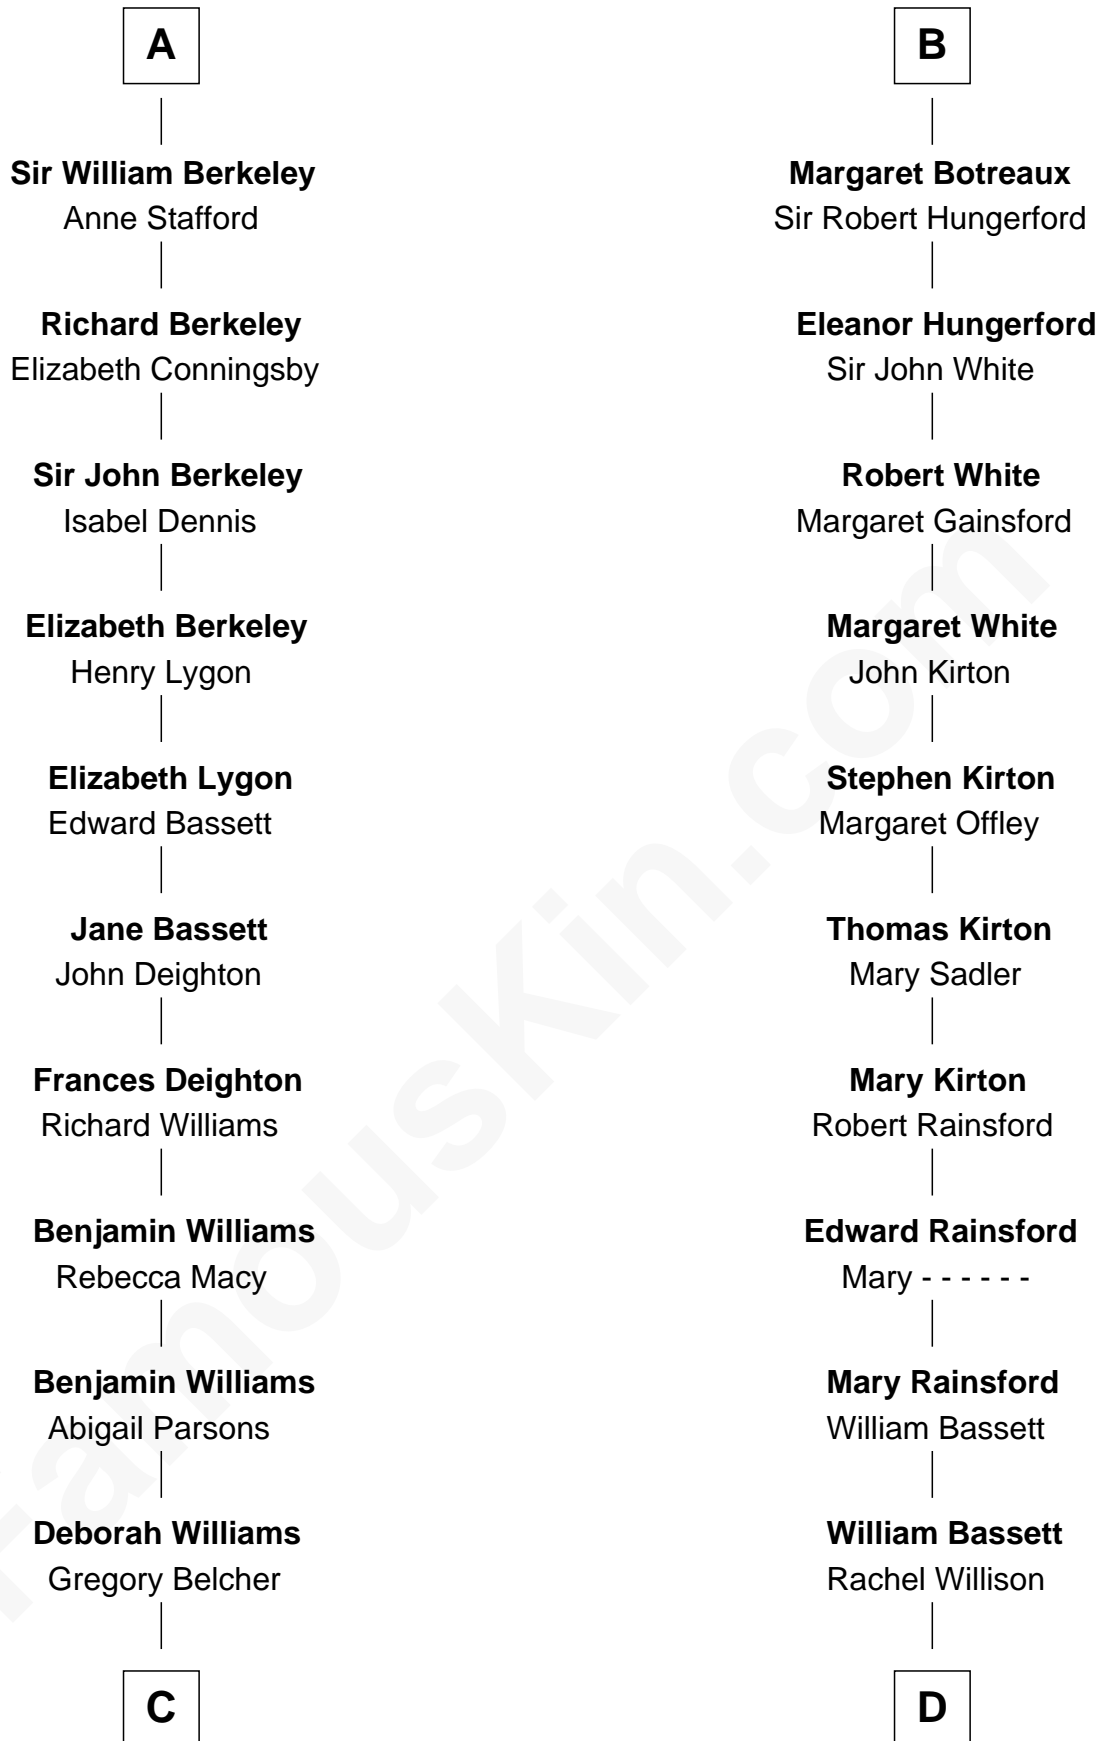 A
Sir William Berkeley
Anne Stafford
Richard Berkeley
Elizabeth Conningsby
Sir John Berkeley
Isabel Dennis
Elizabeth Berkeley
Henry Lygon
Elizabeth Lygon
Edward Bassett
Jane Bassett
John Deighton
Frances Deighton
Richard Williams
Benjamin Williams
Rebecca Macy
Benjamin Williams
Abigail Parsons
Deborah Williams
Gregory Belcher
C
B
Margaret Botreaux
Sir Robert Hungerford
Eleanor Hungerford
Sir John White
Robert White
Margaret Gainsford
Margaret White
John Kirton
Stephen Kirton
Margaret Offley
Thomas Kirton
Mary Sadler
Mary Kirton
Robert Rainsford
Edward Rainsford
Mary - - - - - -
Mary Rainsford
William Bassett
William Bassett
Rachel Willison
D
FamousKin.com